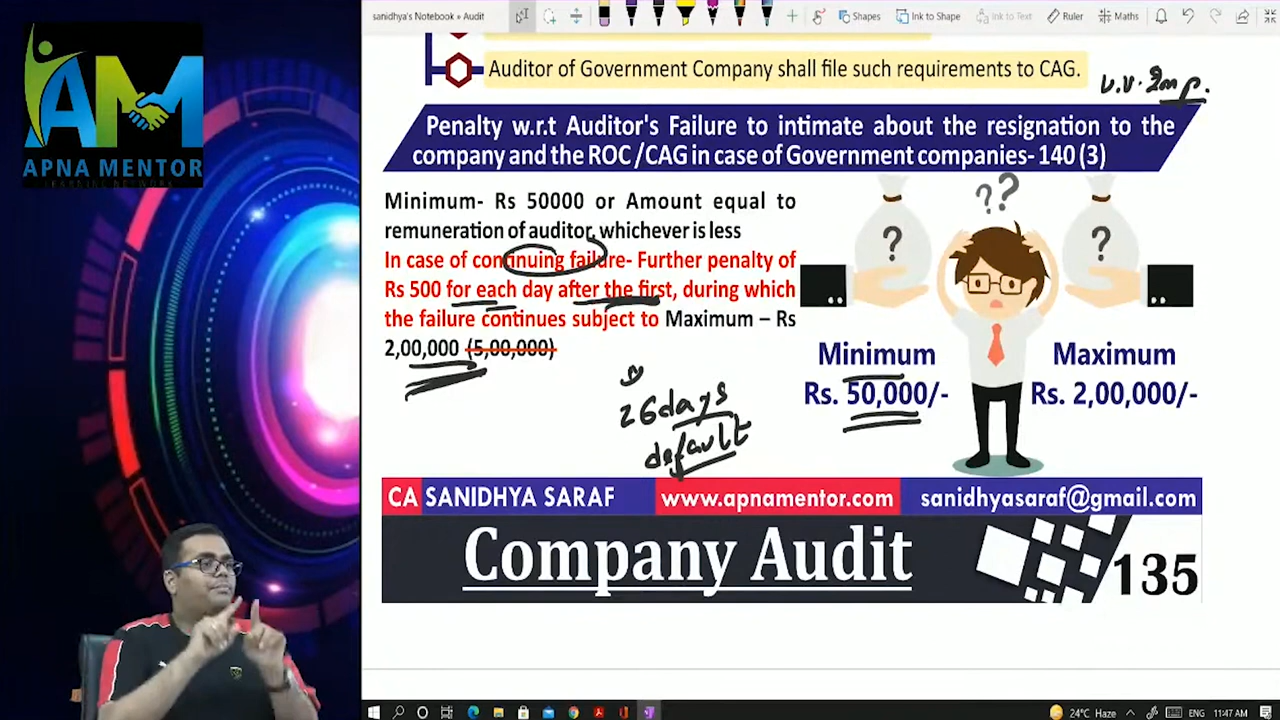 sanidhya's Notebook » Audit
Shapes
Ink to Shape
Ink to Text
Ruler
Maths
AM
APNA MENTOR
LEARNING NETWORK
Auditor of Government Company shall file such requirements to CAG.
v.v.Imp.
Penalty w.r.t Auditor's Failure to intimate about the resignation to the
company and the ROC /CAG in case of Government companies- 140 (3)
Minimum- Rs 50000 or Amount equal to
remuneration of auditor, whichever is less
In case of continuing failure- Further penalty of
Rs 500 for each day after the first, during which
the failure continues subject to Maximum – Rs
2,00,000 (5,00,000)
26days
default
? ?
? ?
Minimum
Rs. 50,000/-
Maximum
Rs. 2,00,000/-
CA SANIDHYA SARAF
www.apnamentor.com
sanidhyasaraf@gmail.com
Company Audit
135
24°C Haze
ENG
11:47 AM